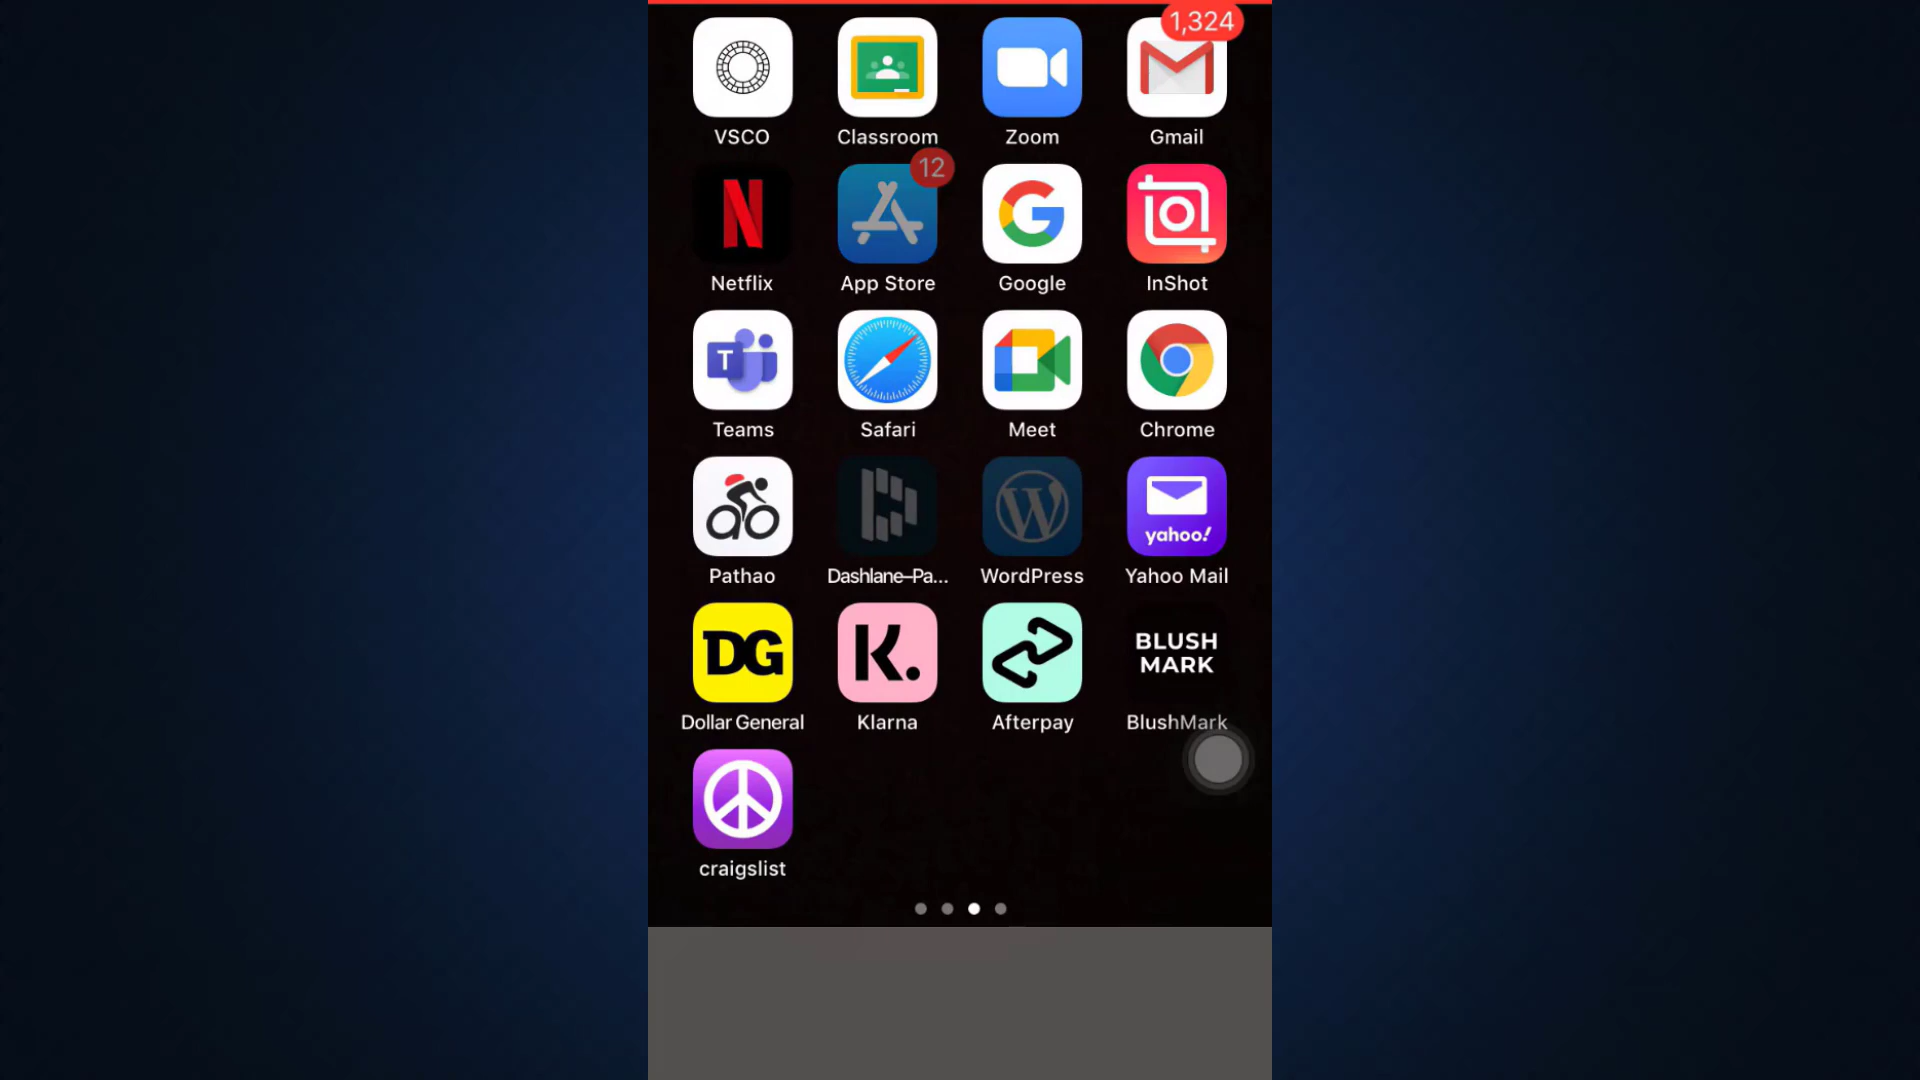 1,324
VSCO Classroom Zoom Gmail
N 12 G
Netflix App Store Google InShot
T
Teams Safari Meet Chrome
W yahoo!
Pathao Dashlane–Pa... WordPress Yahoo Mail
DG K. BLUSH
MARK
Dollar General Klarna Afterpay BlushMark
craigslist